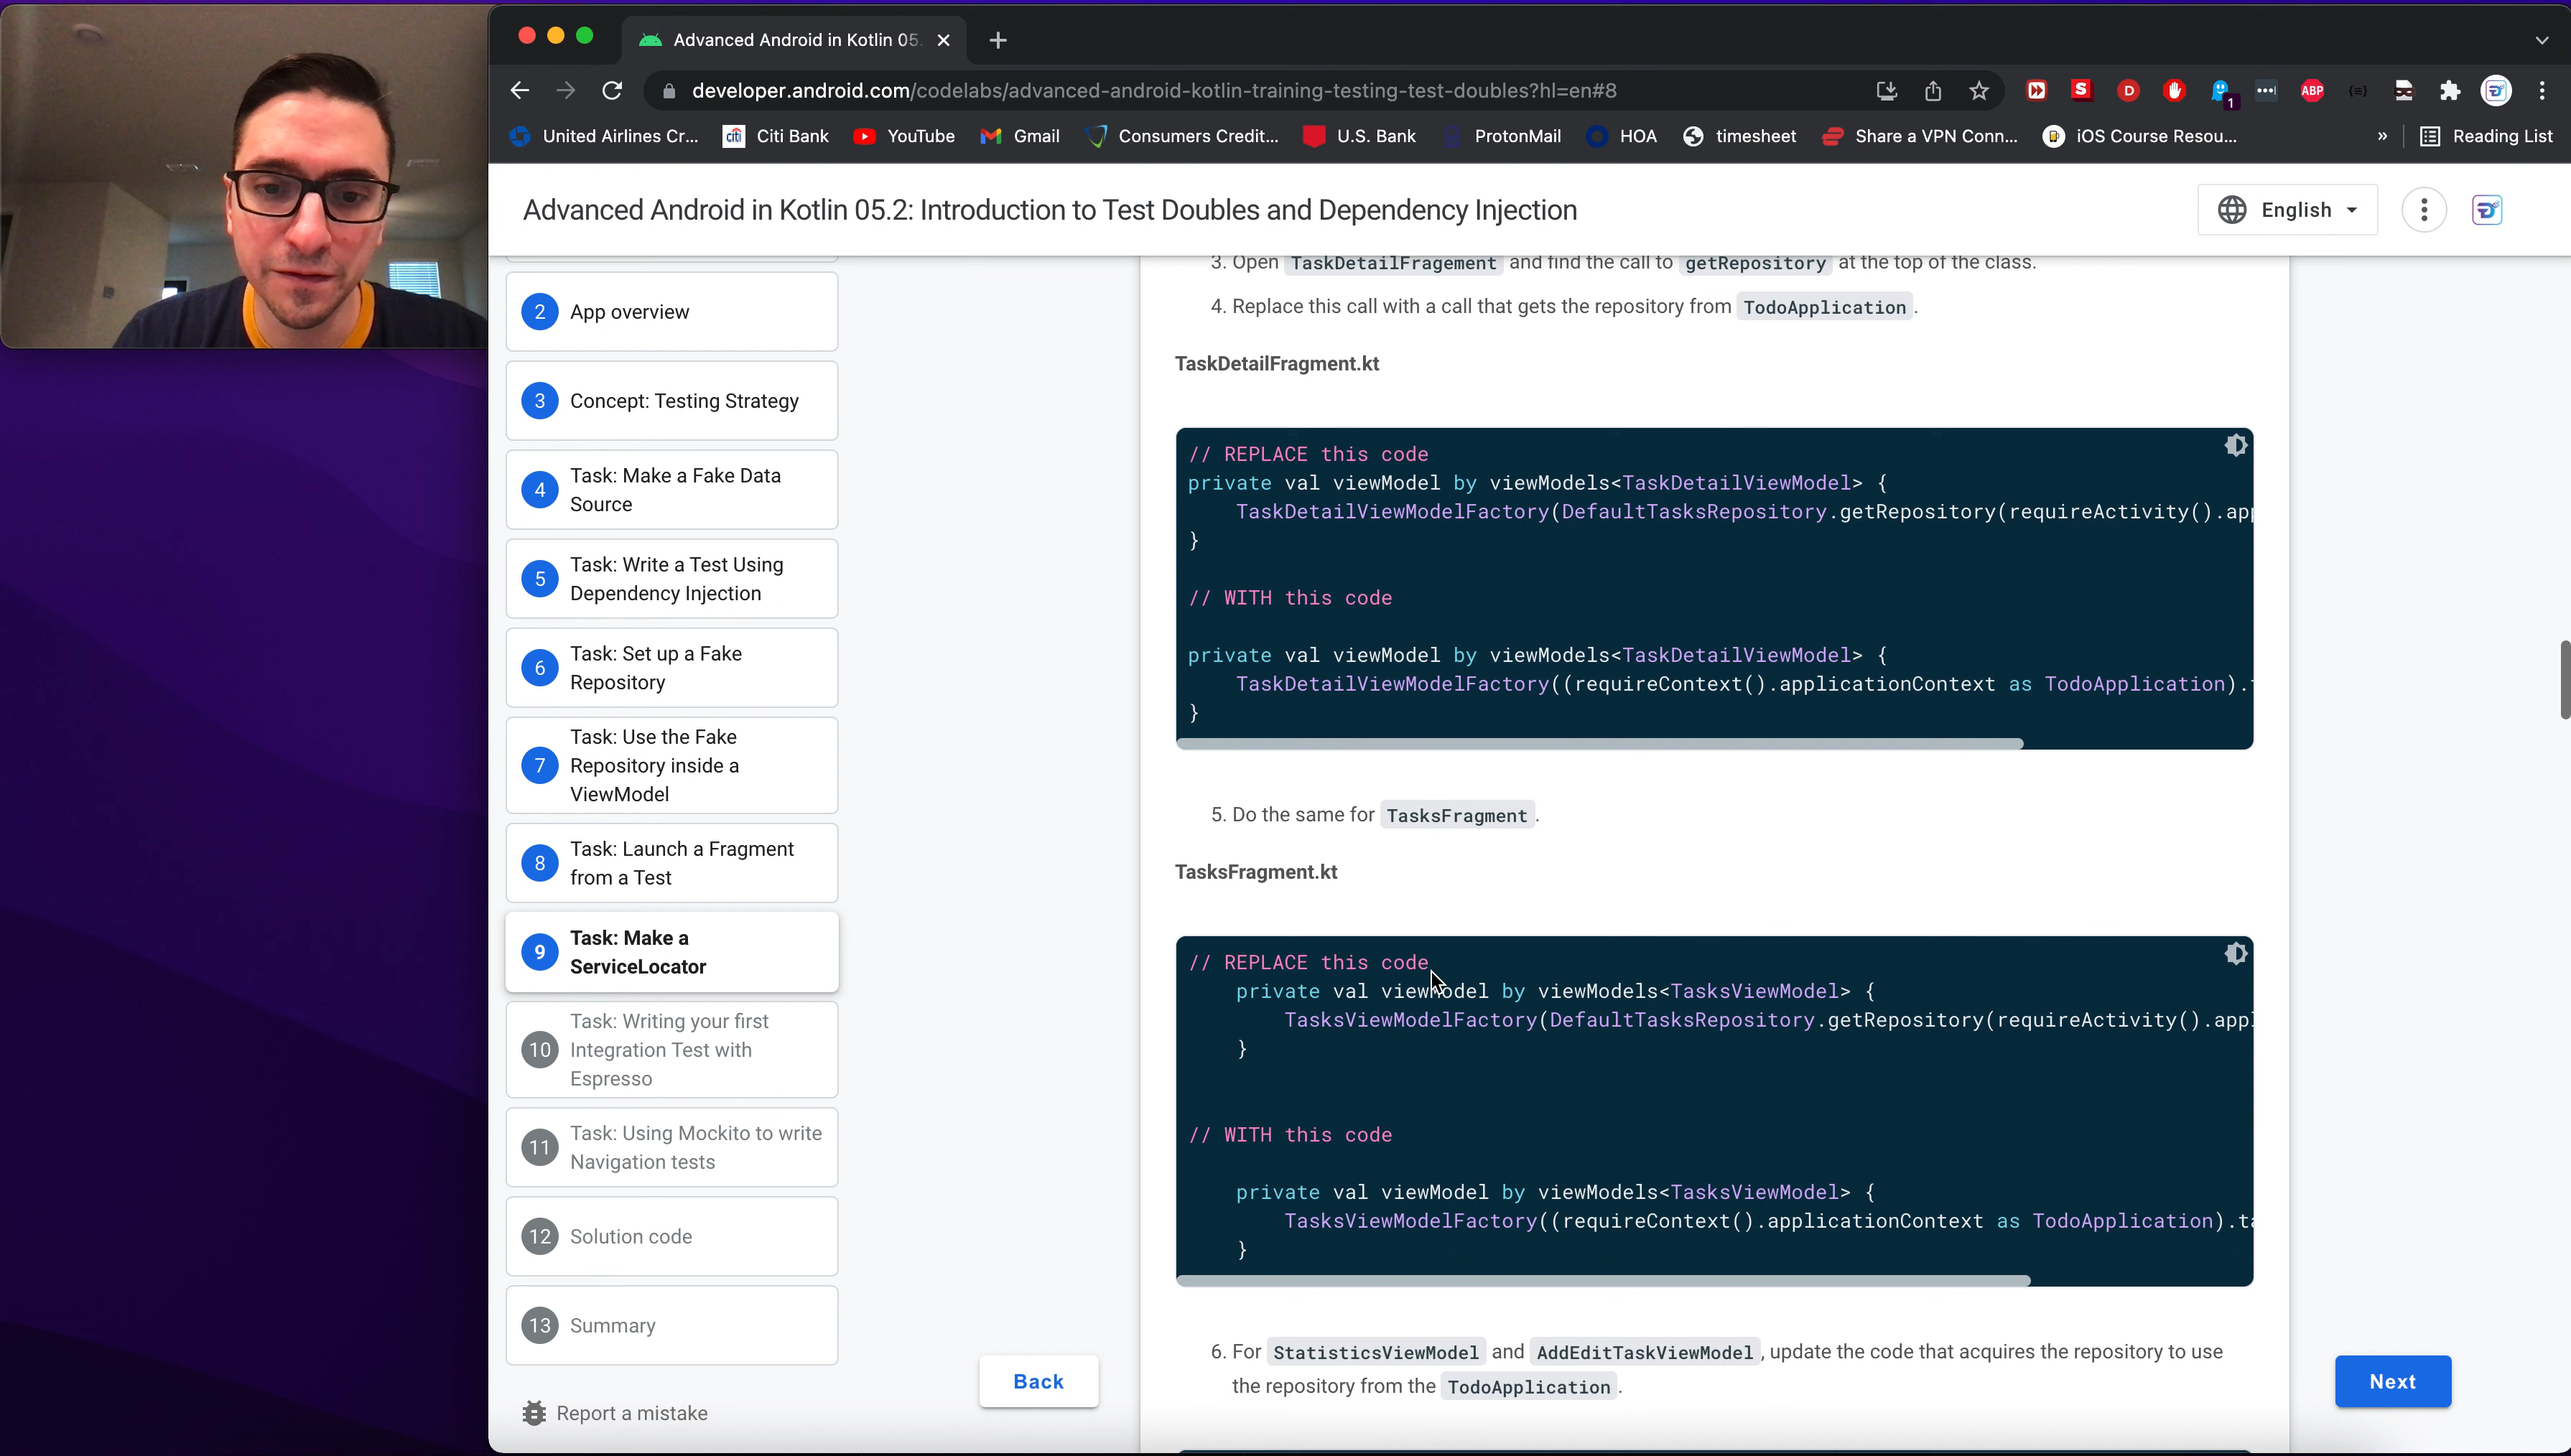 Advanced Android in Kotlin 05.
developer.android.com/codelabs/advanced-android-kotlin-training-testing-test-doubles?hl=en#8
S
D
1
ABP
United Airlines Cr...
citi
Citi Bank
YouTube
Gmail
Consumers Credit...
U.S. Bank
ProtonMail
HOA
timesheet
Share a VPN Conn...
iOS Course Resou...
»
Reading List
Advanced Android in Kotlin 05.2: Introduction to Test Doubles and Dependency Injection
English
2 App overview
3 Concept: Testing Strategy
4 Task: Make a Fake Data
Source
5 Task: Write a Test Using
Dependency Injection
6 Task: Set up a Fake
Repository
7 Task: Use the Fake
Repository inside a
ViewModel
8 Task: Launch a Fragment
from a Test
9 Task: Make a
ServiceLocator
10 Task: Writing your first
Integration Test with
Espresso
11 Task: Using Mockito to write
Navigation tests
12 Solution code
13 Summary
Report a mistake
3. Open TaskDetailFragement and find the call to getRepository at the top of the class.
4. Replace this call with a call that gets the repository from TodoApplication.
TaskDetailFragment.kt
// REPLACE this code
private val viewModel by viewModels<TaskDetailViewModel> {
TaskDetailViewModelFactory(DefaultTasksRepository.getRepository(requireActivity().app
}
// WITH this code
private val viewModel by viewModels<TaskDetailViewModel> {
TaskDetailViewModelFactory((requireContext().applicationContext as TodoApplication).
}
5. Do the same for TasksFragment.
TasksFragment.kt
// REPLACE this code
private val viewModel by viewModels<TasksViewModel> {
TasksViewModelFactory(DefaultTasksRepository.getRepository(requireActivity().appl
}
// WITH this code
private val viewModel by viewModels<TasksViewModel> {
TasksViewModelFactory((requireContext().applicationContext as TodoApplication).ta
}
6. For StatisticsViewModel and AddEditTaskViewModel, update the code that acquires the repository to use
the repository from the TodoApplication.
Back
Next